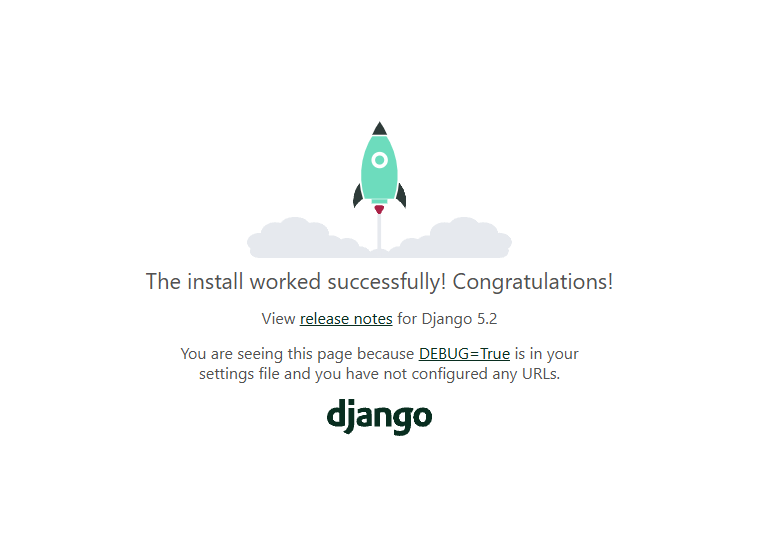 The install worked successfully! Congratulations!
View release notes for Django 5.2
You are seeing this page because DEBUG=True is in your
settings file and you have not configured any URLs.
django